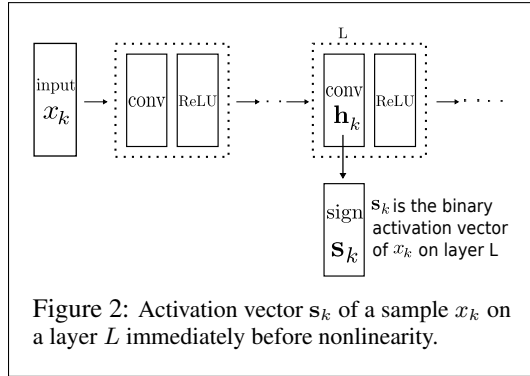 L
input
x_k
conv
ReLU
conv
h_k
ReLU
sign
s_k
s_k is the binary
activation vector
of x_k on layer L
Figure 2: Activation vector s_k of a sample x_k on
a layer L immediately before nonlinearity.